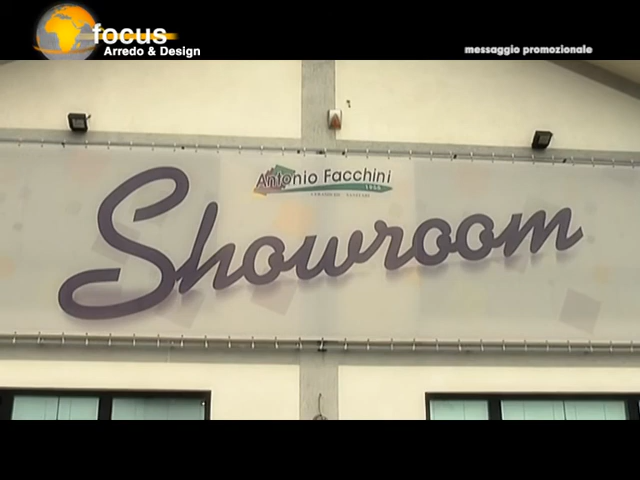 focus
Arredo & Design
messaggio promozionale
Antonio Facchini
Showroom